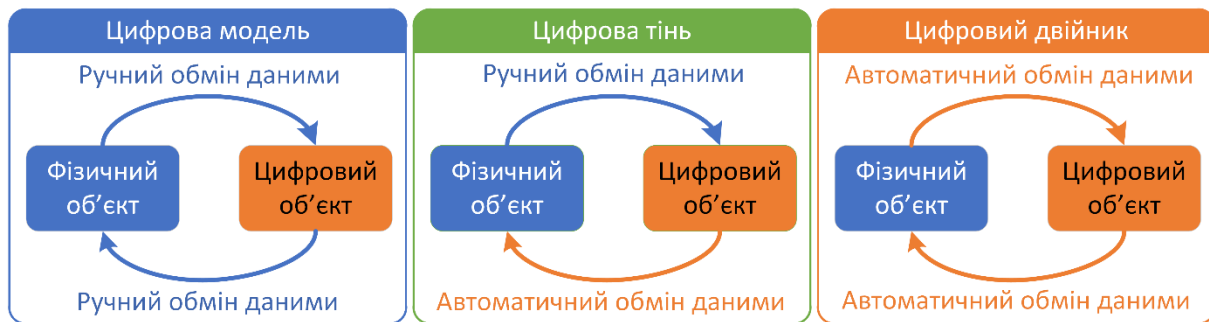 Цифрова модель
Ручний обмін даними
Фізичний
об’єкт
Цифровий
об’єкт
Ручний обмін даними
Цифрова тінь
Ручний обмін даними
Фізичний
об’єкт
Цифровий
об’єкт
Автоматичний обмін даними
Цифровий двійник
Автоматичний обмін даними
Фізичний
об’єкт
Цифровий
об’єкт
Автоматичний обмін даними